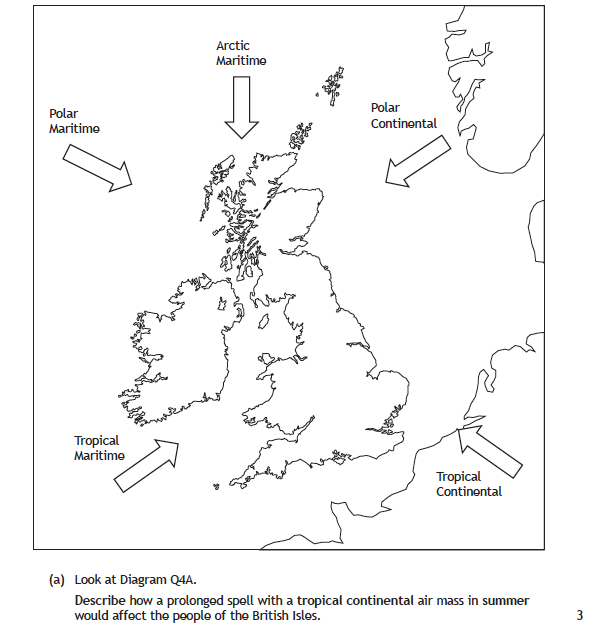 Arctic
Maritime
Polar
Maritime
Polar
Continental
Tropical
Maritime
Tropical
Continental
(a) Look at Diagram Q4A.
Describe how a prolonged spell with a tropical continental air mass in summer
would affect the people of the British Isles. 3